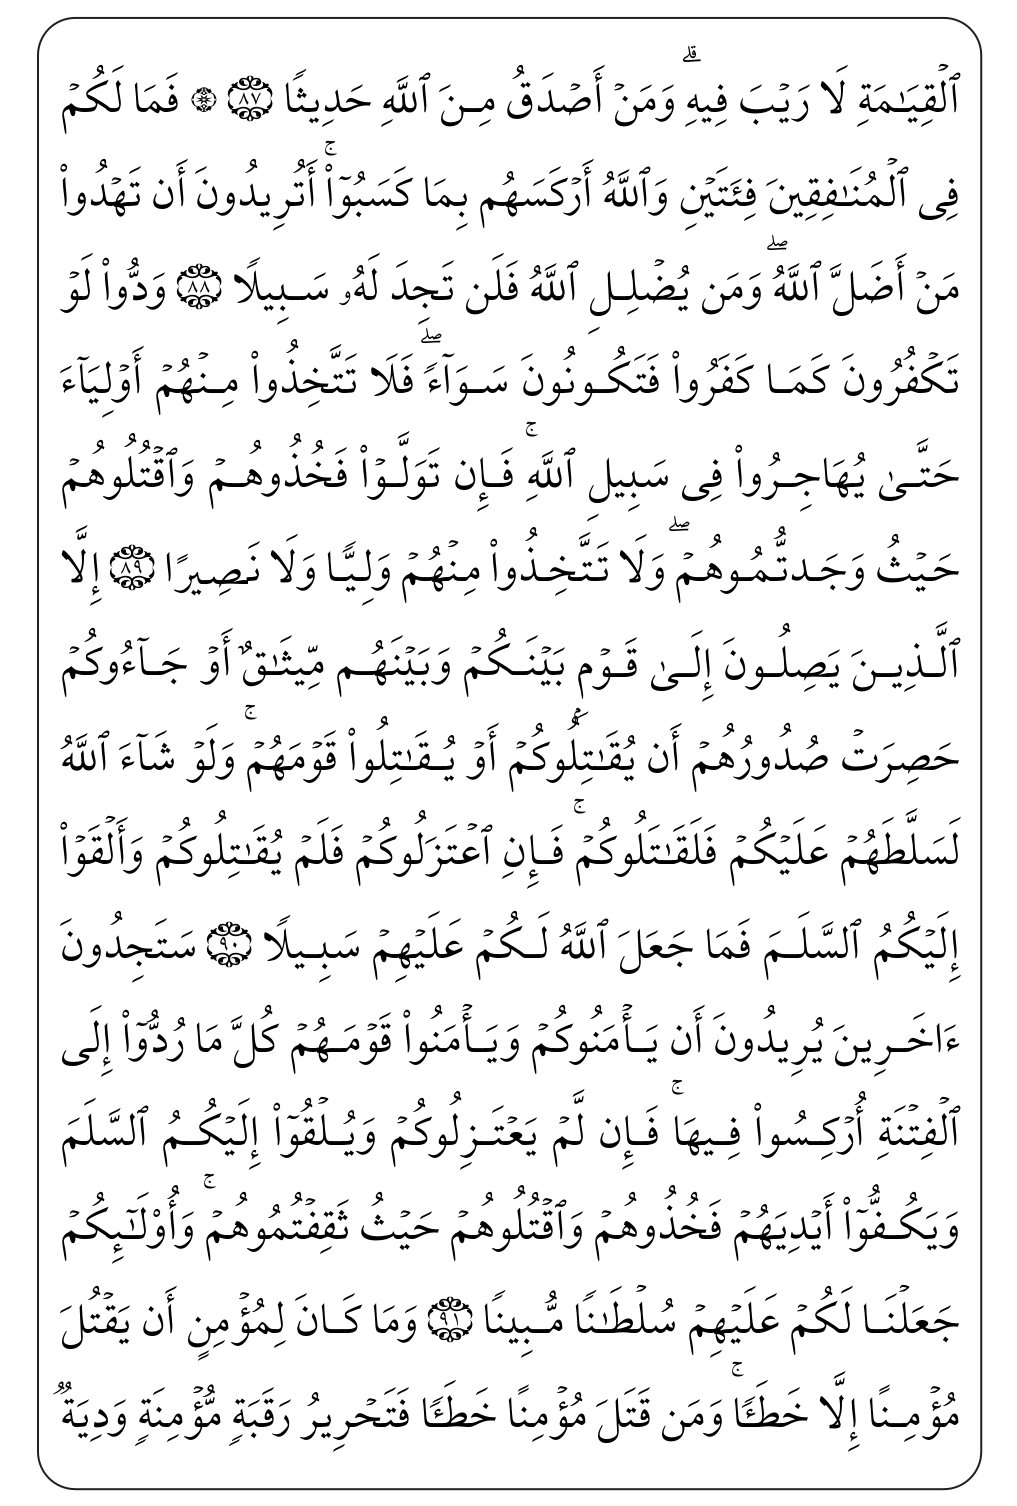 ٱلۡقِيَٰمَةِ لَا رَيۡبَ فِيهِۗ وَمَنۡ أَصۡدَقُ مِنَ ٱللَّهِ حَدِيثٗا ٨٧ ۞ فَمَا لَكُمۡ
فِي ٱلۡمُنَٰفِقِينَ فِئَتَيۡنِ وَٱللَّهُ أَرۡكَسَهُم بِمَا كَسَبُوٓاْۚ أَتُرِيدُونَ أَن تَهۡدُواْ
مَنۡ أَضَلَّ ٱللَّهُۖ وَمَن يُضۡلِلِ ٱللَّهُ فَلَن تَجِدَ لَهُۥ سَبِيلٗا ٨٨ وَدُّواْ لَوۡ
تَكۡفُرُونَ كَمَا كَفَرُواْ فَتَكُونُونَ سَوَآءٗۖ فَلَا تَتَّخِذُواْ مِنۡهُمۡ أَوۡلِيَآءَ
حَتَّىٰ يُهَاجِرُواْ فِي سَبِيلِ ٱللَّهِۚ فَإِن تَوَلَّوۡاْ فَخُذُوهُمۡ وَٱقۡتُلُوهُمۡ
حَيۡثُ وَجَدتُّمُوهُمۡۖ وَلَا تَتَّخِذُواْ مِنۡهُمۡ وَلِيّٗا وَلَا نَصِيرًا ٨٩ إِلَّا
ٱلَّذِينَ يَصِلُونَ إِلَىٰ قَوۡمِۭ بَيۡنَكُمۡ وَبَيۡنَهُم مِّيثَٰقٌ أَوۡ جَآءُوكُمۡ
حَصِرَتۡ صُدُورُهُمۡ أَن يُقَٰتِلُوكُمۡ أَوۡ يُقَٰتِلُواْ قَوۡمَهُمۡۚ وَلَوۡ شَآءَ ٱللَّهُ
لَسَلَّطَهُمۡ عَلَيۡكُمۡ فَلَقَٰتَلُوكُمۡۚ فَإِنِ ٱعۡتَزَلُوكُمۡ فَلَمۡ يُقَٰتِلُوكُمۡ وَأَلۡقَوۡاْ
إِلَيۡكُمُ ٱلسَّلَمَ فَمَا جَعَلَ ٱللَّهُ لَكُمۡ عَلَيۡهِمۡ سَبِيلٗا ٩٠ سَتَجِدُونَ
ءَاخَرِينَ يُرِيدُونَ أَن يَأۡمَنُوكُمۡ وَيَأۡمَنُواْ قَوۡمَهُمۡ كُلَّ مَا رُدُّوٓاْ إِلَى
ٱلۡفِتۡنَةِ أُرۡكِسُواْ فِيهَاۚ فَإِن لَّمۡ يَعۡتَزِلُوكُمۡ وَيُلۡقُوٓاْ إِلَيۡكُمُ ٱلسَّلَمَ
وَيَكُفُّوٓاْ أَيۡدِيَهُمۡ فَخُذُوهُمۡ وَٱقۡتُلُوهُمۡ حَيۡثُ ثَقِفۡتُمُوهُمۡۚ وَأُوْلَٰٓئِكُمۡ
جَعَلۡنَا لَكُمۡ عَلَيۡهِمۡ سُلۡطَٰنٗا مُّبِينٗا ٩١ وَمَا كَانَ لِمُؤۡمِنٍ أَن يَقۡتُلَ
مُؤۡمِنًا إِلَّا خَطَـٔٗاۚ وَمَن قَتَلَ مُؤۡمِنًا خَطَـٔٗا فَتَحۡرِيرُ رَقَبَةٖ مُّؤۡمِنَةٖ وَدِيَةٞ